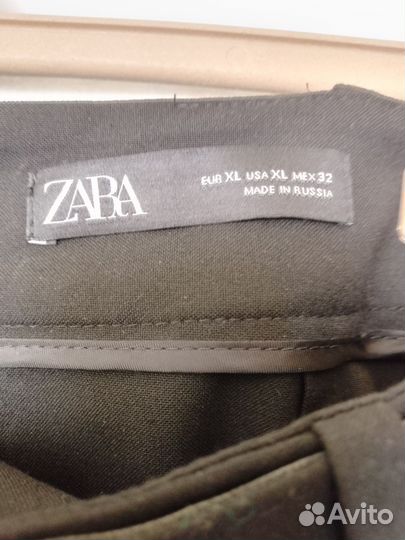 ZARA
EUR XL USA XL MEX 32
MADE IN RUSSIA
Avito